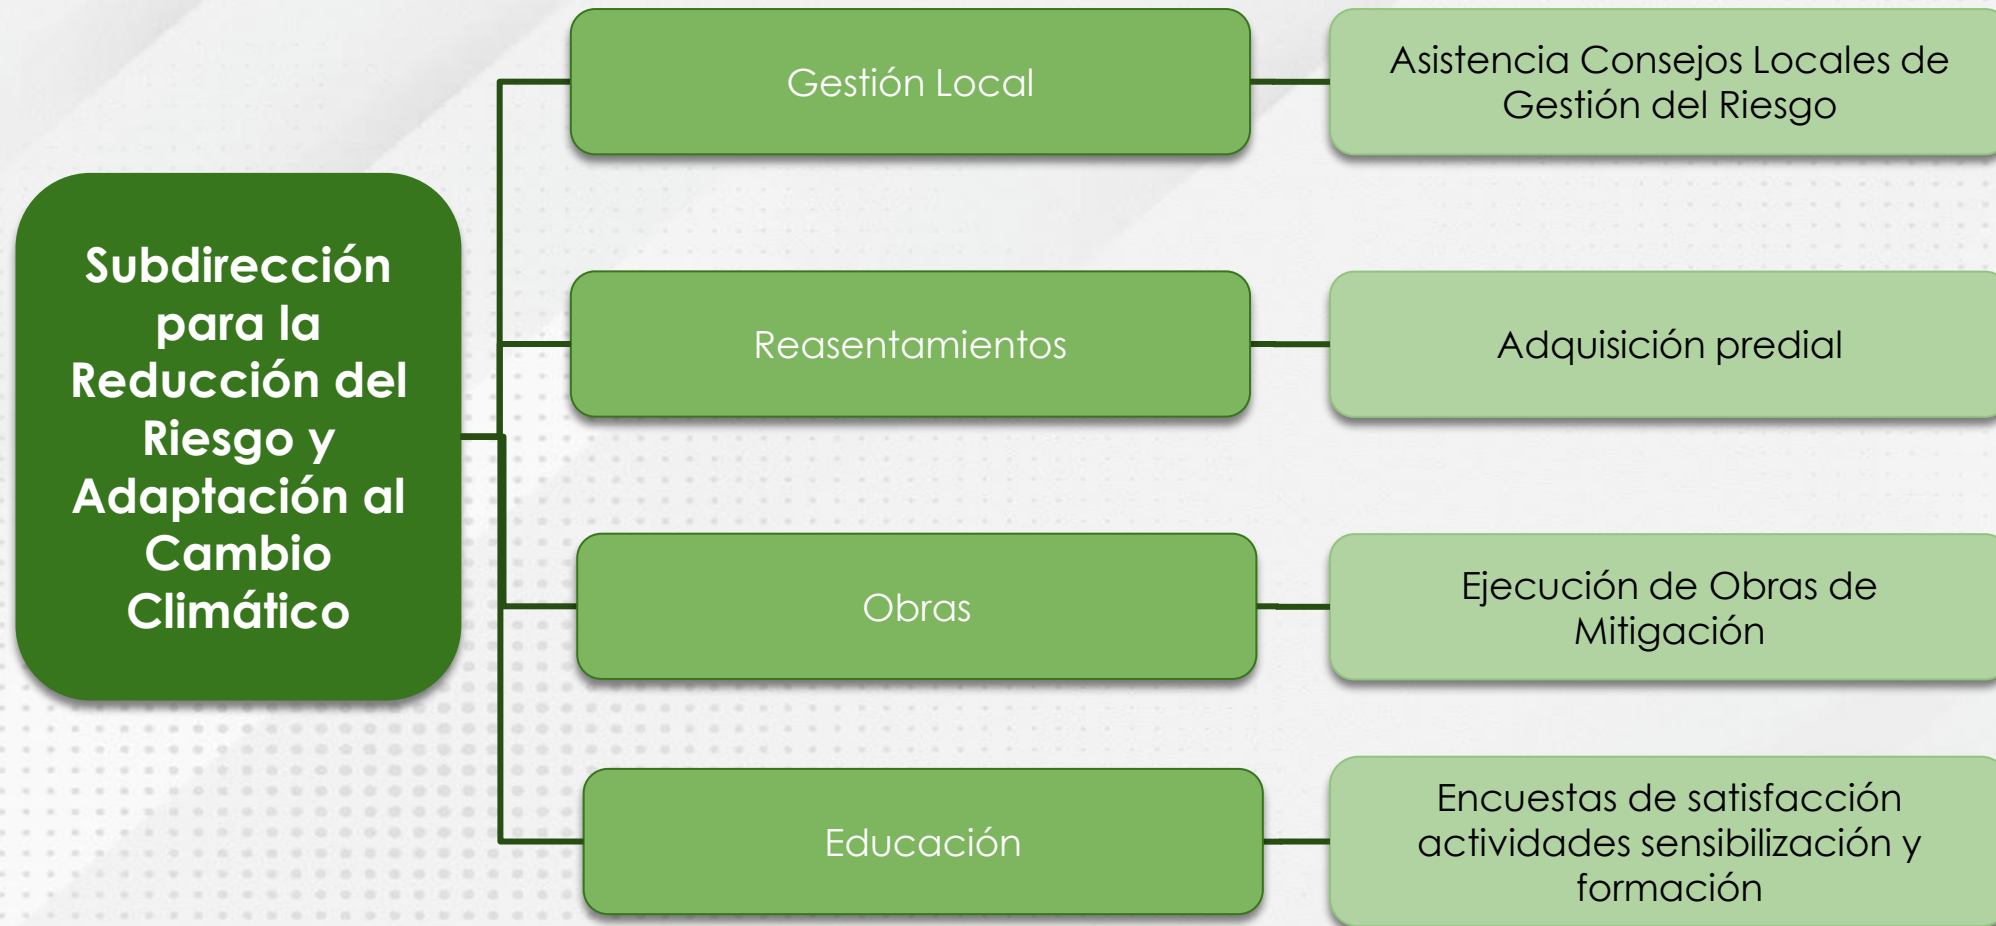 Subdirección
para la
Reducción del
Riesgo y
Adaptación al
Cambio
Climático
Gestión Local
Asistencia Consejos Locales de
Gestión del Riesgo
Reasentamientos
Adquisición predial
Obras
Ejecución de Obras de
Mitigación
Educación
Encuestas de satisfacción
actividades sensibilización y
formación